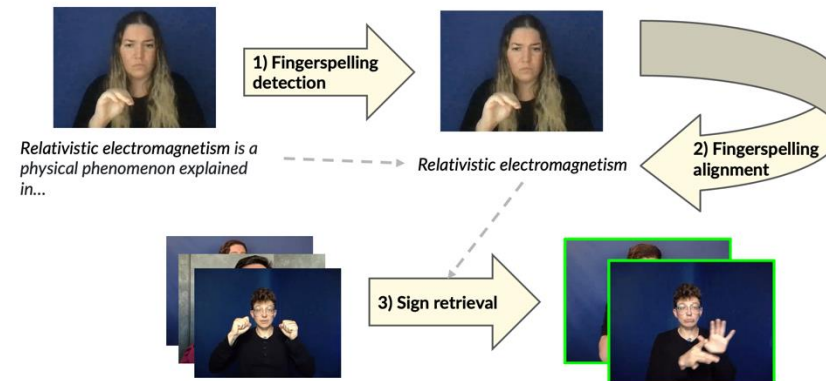 1) Fingerspelling
detection
Relativistic electromagnetism is a
physical phenomenon explained
in...
Relativistic electromagnetism
2) Fingerspelling
alignment
3) Sign retrieval